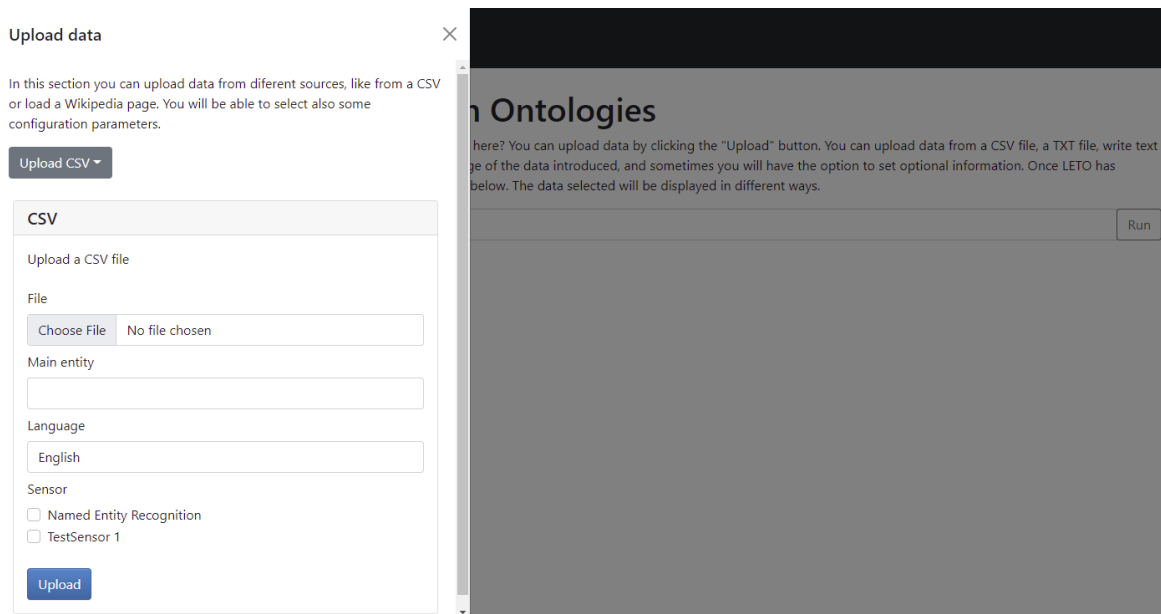 Upload data
In this section you can upload data from diferent sources, like from a CSV
or load a Wikipedia page. You will be able to select also some
configuration parameters.
Upload CSV
CSV
Upload a CSV file
File
Choose File No file chosen
Main entity
Language
English
Sensor
Named Entity Recognition
TestSensor 1
Upload
Ontologies
here? You can upload data by clicking the "Upload" button. You can upload data from a CSV file, a TXT file, write text
ge of the data introduced, and sometimes you will have the option to set optional information. Once LETO has
below. The data selected will be displayed in different ways.
Run